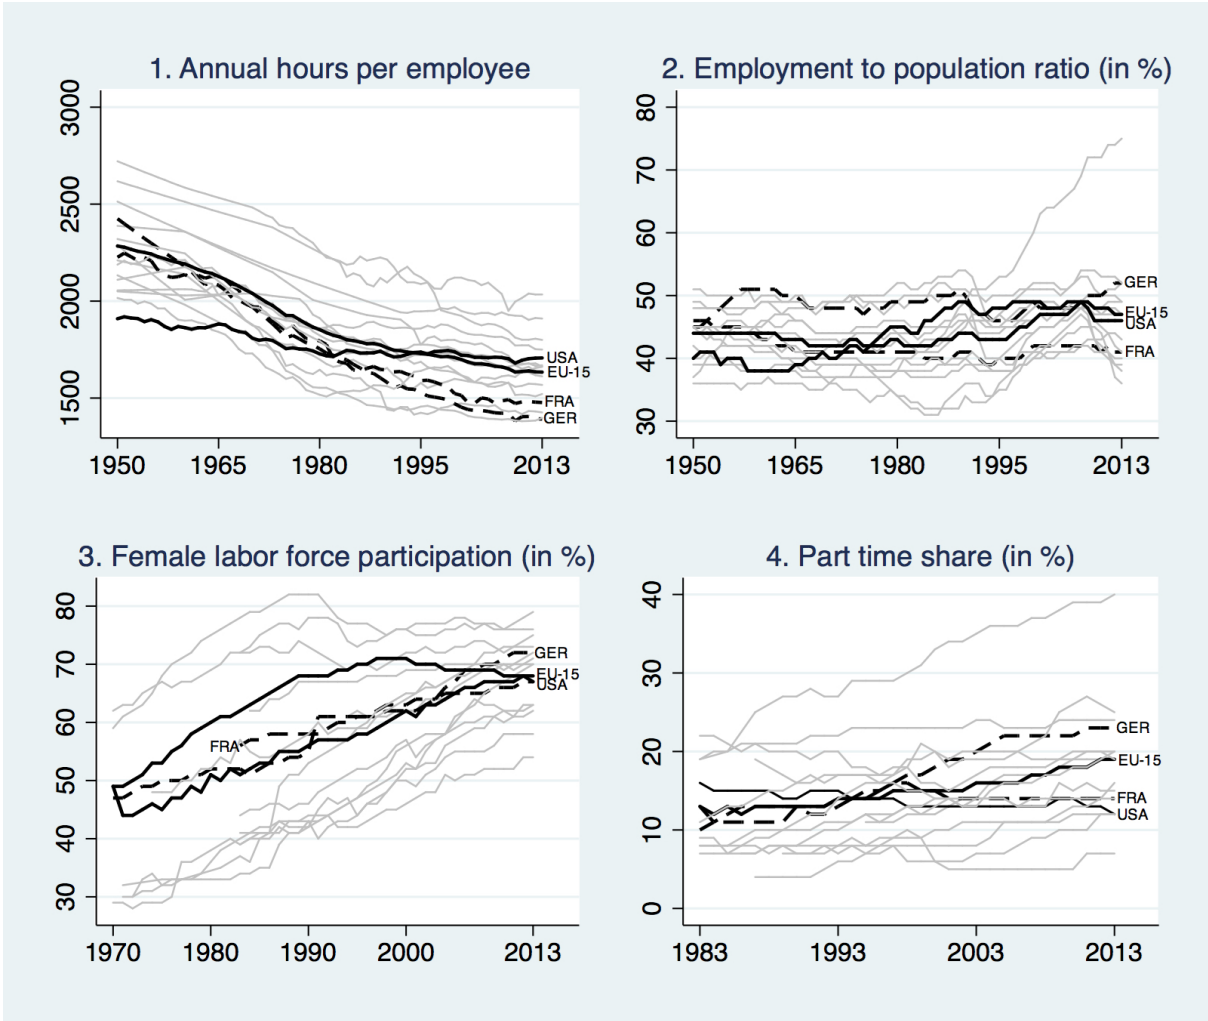 1. Annual hours per employee
3000
2500
2000
1500
USA
EU-15
FRA
GER
1950 1965 1980 1995 2013
2. Employment to population ratio (in %)
80
70
60
50
40
30
GER
EU-15
USA
FRA
1950 1965 1980 1995 2013
3. Female labor force participation (in %)
80
70
60
50
40
30
GER
EU-15
USA
FRA
1970 1980 1990 2000 2013
4. Part time share (in %)
40
30
20
10
0
GER
EU-15
FRA
USA
1983 1993 2003 2013